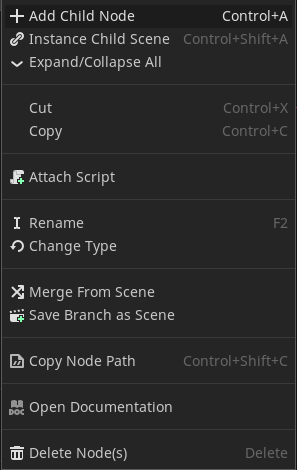 Add Child Node Control+A
Instance Child Scene Control+Shift+A
Expand/Collapse All
Cut Control+X
Copy Control+C
Attach Script
Rename F2
Change Type
Merge From Scene
Save Branch as Scene
Copy Node Path Control+Shift+C
DOC Open Documentation
Delete Node(s) Delete